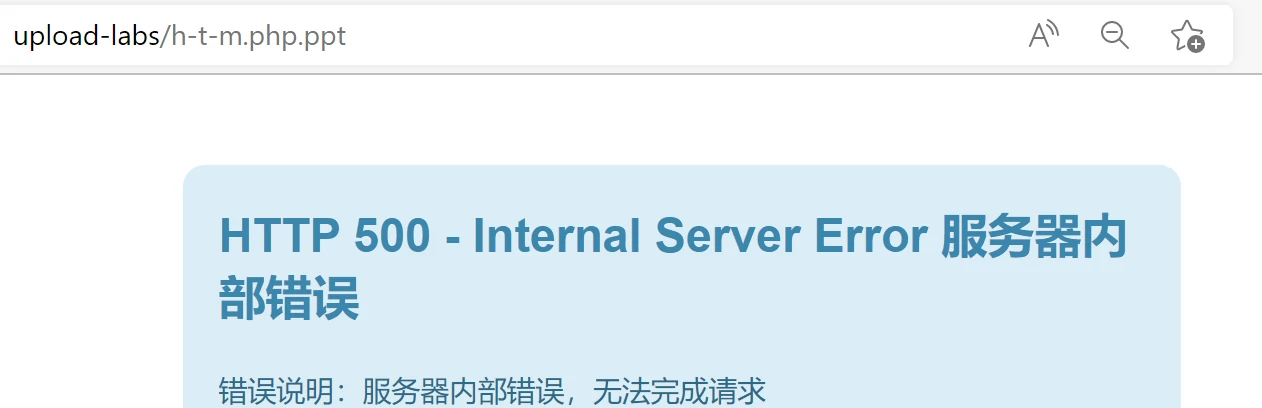 upload-labs/h-t-m.php.ppt
HTTP 500 - Internal Server Error 服务器内
部错误
错误说明：服务器内部错误，无法完成请求